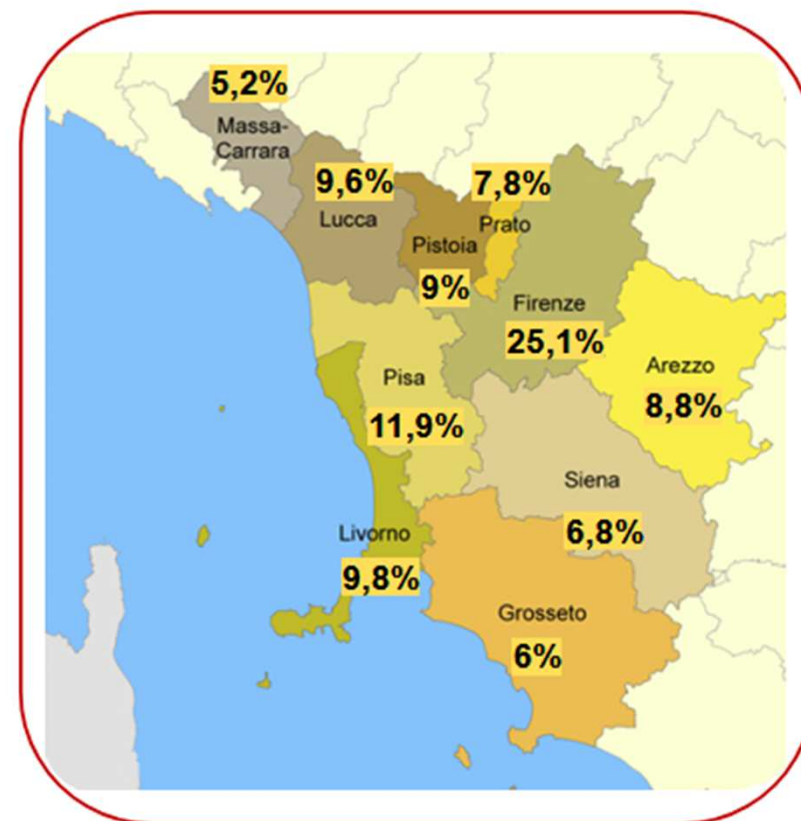 5,2%
Massa-
Carrara
9,6%
Lucca
7,8%
Prato
Pistoia
9%
Firenze
25,1%
Arezzo
8,8%
Pisa
11,9%
Siena
6,8%
Livorno
9,8%
Grosseto
6%